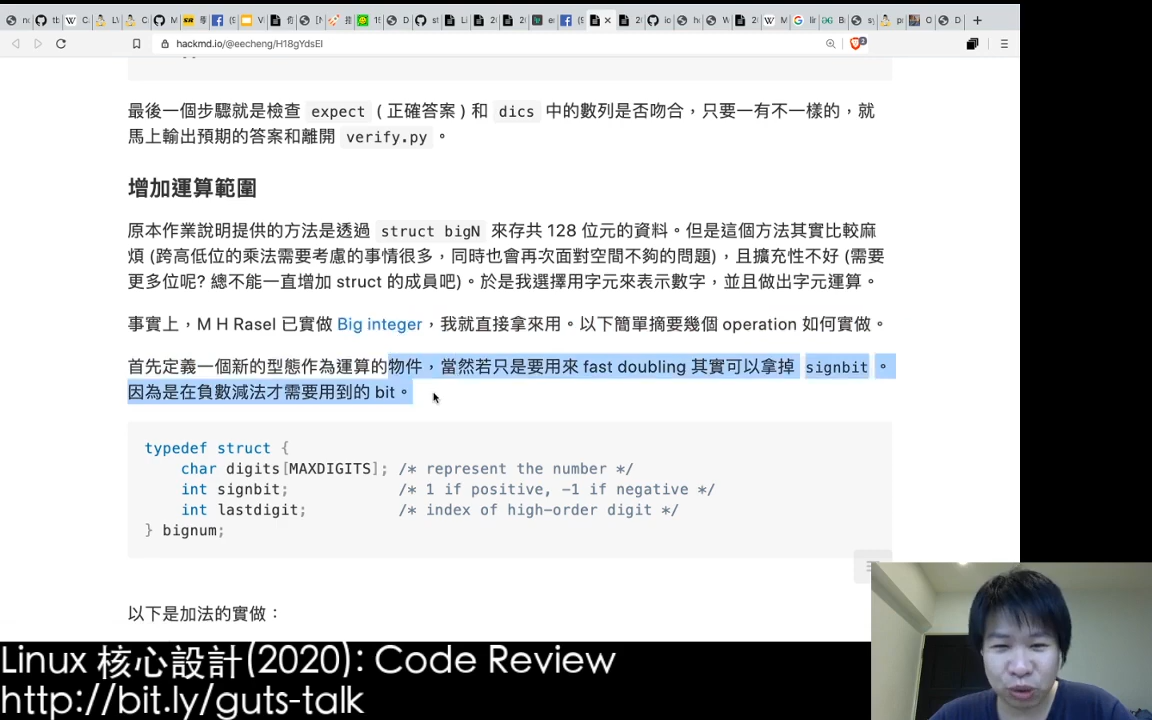 hackmd.io/@eecheng/H18gYdsEI
最後一個步驟就是檢查 expect ( 正確答案 ) 和 dics 中的數列是否吻合，只要一有不一樣的，就
馬上輸出預期的答案和離開 verify.py 。
增加運算範圍
原本作業說明提供的方法是透過 struct bigN 來存共 128 位元的資料。但是這個方法其實比較麻
煩 (跨高低位的乘法需要考慮的事情很多，同時也會再次面對空間不夠的問題)，且擴充性不好 (需要
更多位呢? 總不能一直增加 struct 的成員吧)。於是我選擇用字元來表示數字，並且做出字元運算。
事實上，M H Rasel 已實做 Big integer，我就直接拿來用。以下簡單摘要幾個 operation 如何實做。
首先定義一個新的型態作為運算的物件，當然若只是要用來 fast doubling 其實可以拿掉 signbit 。
因為是在負數減法才需要用到的 bit。
typedef struct {
char digits[MAXDIGITS]; /* represent the number */
int signbit; /* 1 if positive, -1 if negative */
int lastdigit; /* index of high-order digit */
} bignum;
以下是加法的實做：
Linux 核心設計(2020): Code Review
http://bit.ly/guts-talk